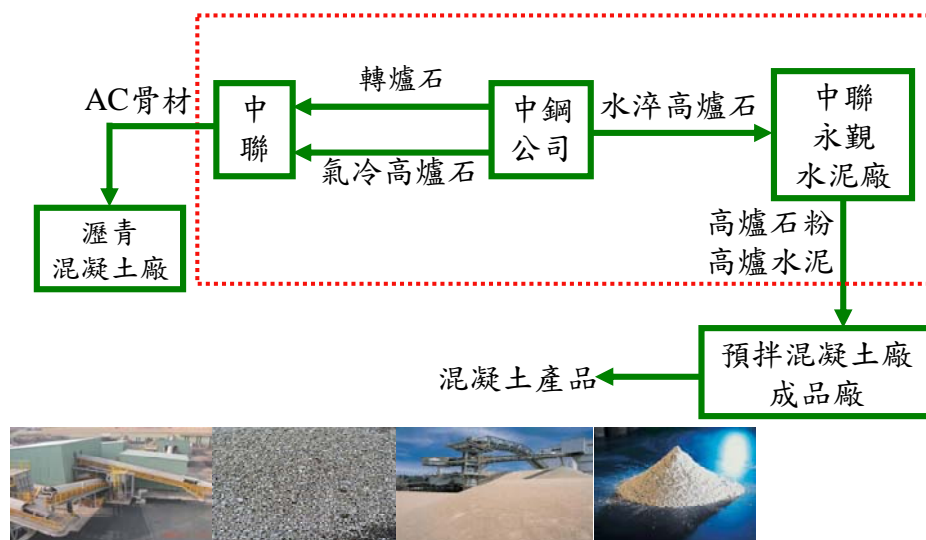 AC骨材
中
聯
轉爐石
氣冷高爐石
中鋼
公司
水淬高爐石
中聯
永觀
水泥廠
瀝青
混凝土廠
高爐石粉
高爐水泥
預拌混凝土廠
成品廠
混凝土產品